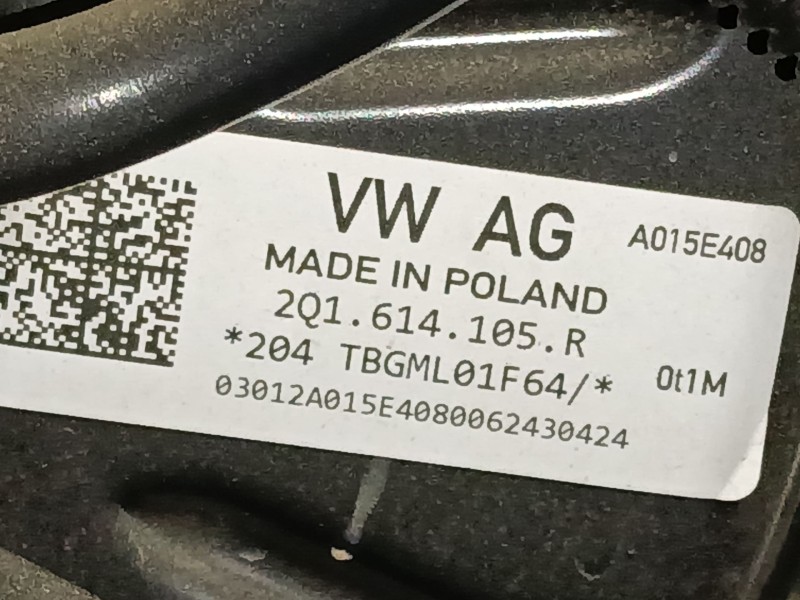 VW AG A015E408
MADE IN POLAND
2Q1.614.105.R
*204 TBGML01F64/* 0t1M
03012A015E4080062430424